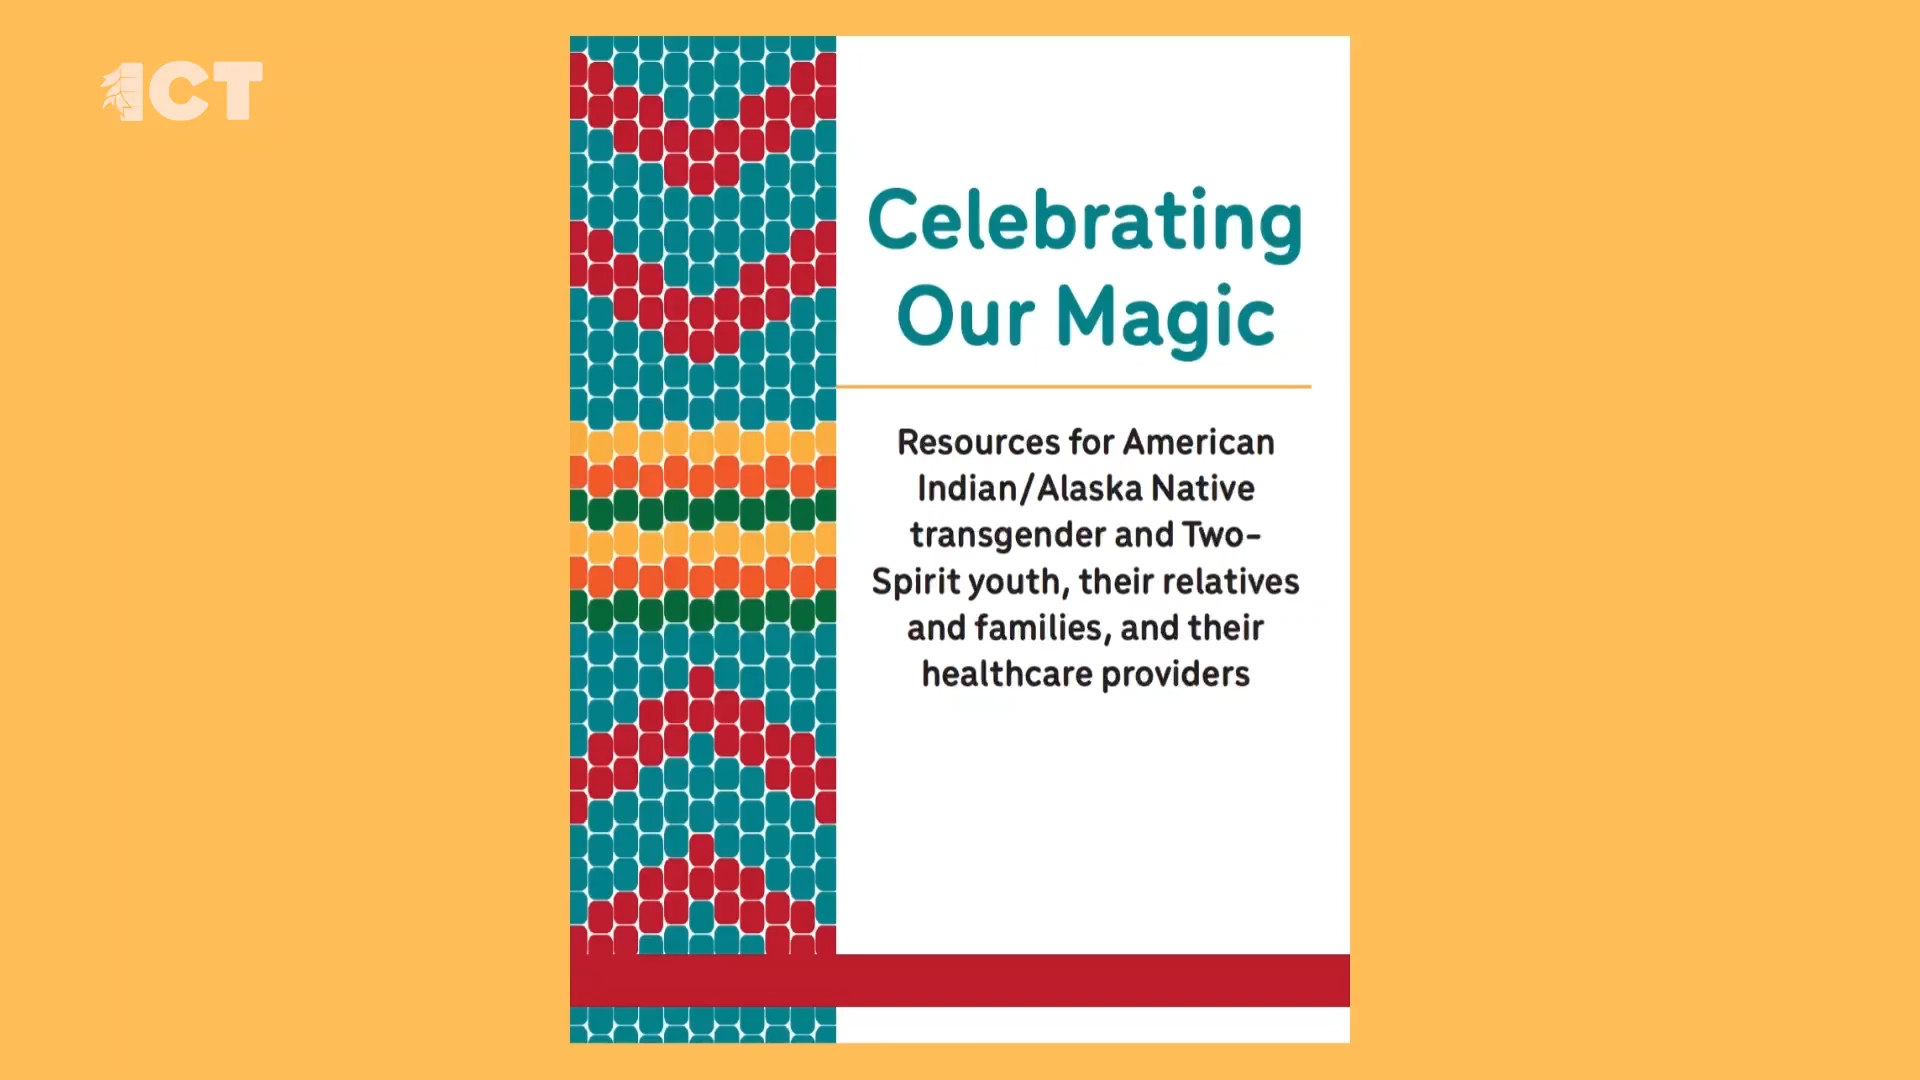 ICT
Celebrating
Our Magic
Resources for American
Indian/Alaska Native
transgender and Two-
Spirit youth, their relatives
and families, and their
healthcare providers